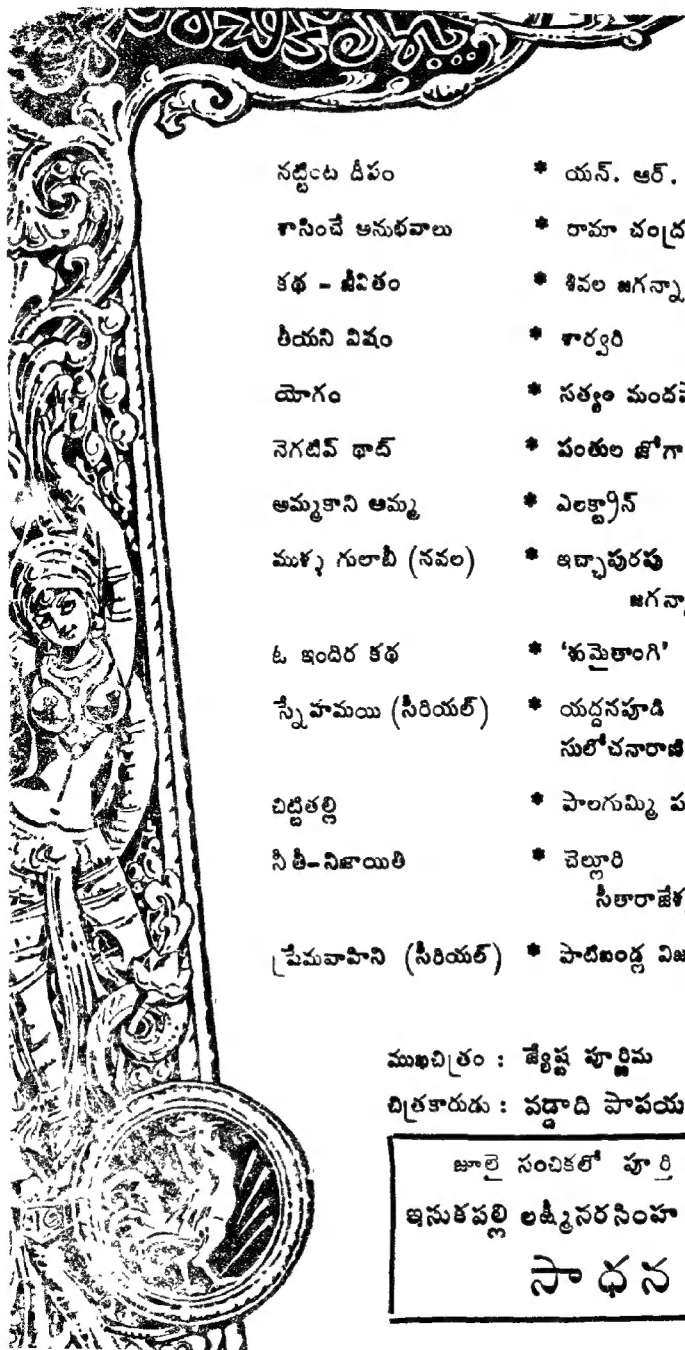 నట్టింట దీపం * యన్. ఆర్.
శాసించే అనుభవాలు * రామా చంద్ర
కథ - జీవితం * శివల జగన్నా
తీయని విషం * శార్వరి
యోగం * సత్యం మందప
నెగటివ్ థాట్ * పంతుల జోగా
అమ్మకాని అమ్మ * ఎలక్ట్రాన్
ముళ్ళ గులాబీ (నవల) * ఇచ్ఛాపురపు
జగన్నా
ఓ ఇందిర కథ * 'శుమైతాంగి'
స్నేహమయి (సీరియల్) * యద్దనపూడి
సులోచనారాణి
చిట్టితల్లి * పాలగుమ్మి ప
నీతీ-నిజాయితి * చెల్లూరి
సీతారాజేశ
ప్రేమవాహిని (సీరియల్) * పాటిబండ్ల విజ
ముఖచిత్రం : జ్యేష్ఠ పూర్ణిమ
చిత్రకారుడు : వడ్డాది పాపయ
జూలై సంచికలో పూర్తి
ఇనుకపల్లి లక్ష్మీనరసింహ
సాధన